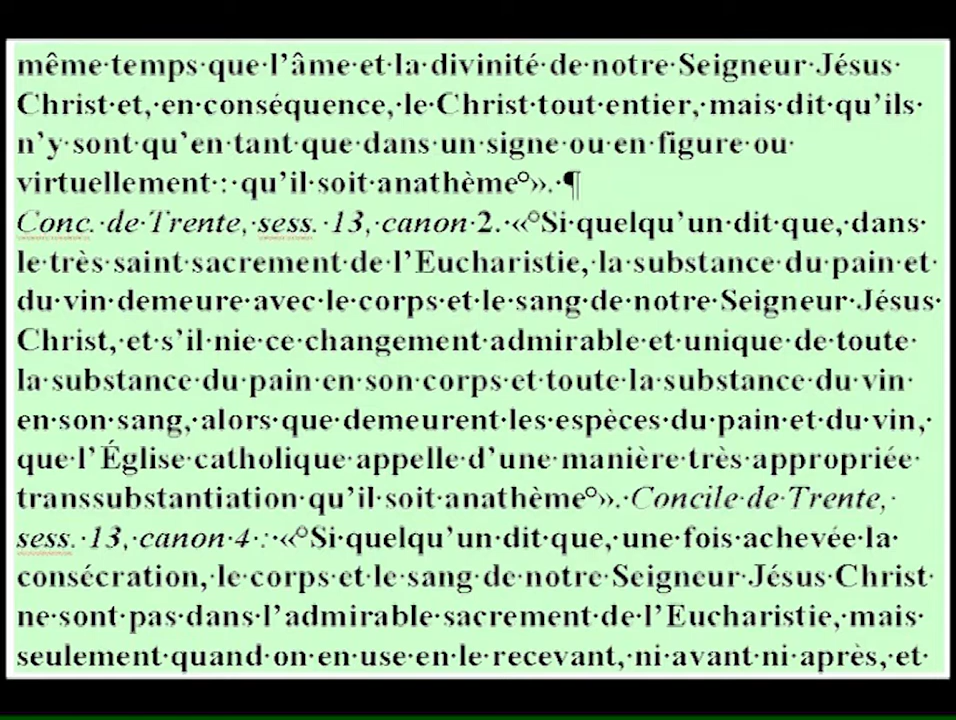 même temps que l’âme et la divinité de notre Seigneur Jésus
Christ et, en conséquence, le Christ tout entier, mais dit qu’ils
n’y sont qu’en tant que dans un signe ou en figure ou
virtuellement : qu’il soit anathème ». ¶
Conc. de Trente, sess. 13, canon 2. « Si quelqu’un dit que, dans
le très saint sacrement de l’Eucharistie, la substance du pain et
du vin demeure avec le corps et le sang de notre Seigneur Jésus
Christ, et s’il nie ce changement admirable et unique de toute
la substance du pain en son corps et toute la substance du vin
en son sang, alors que demeurent les espèces du pain et du vin,
que l’Église catholique appelle d’une manière très appropriée
transsubstantiation qu’il soit anathème ». Concile de Trente,
sess. 13, canon 4 : « Si quelqu’un dit que, une fois achevée la
consécration, le corps et le sang de notre Seigneur Jésus Christ
ne sont pas dans l’admirable sacrement de l’Eucharistie, mais
seulement quand on en use en le recevant, ni avant ni après, et